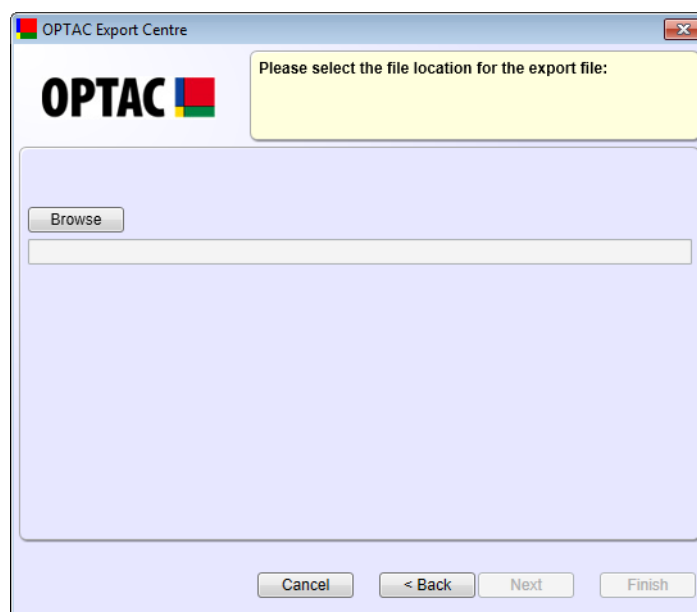 OPTAC Export Centre
OPTAC
Please select the file location for the export file:
Browse
Cancel
< Back
Next
Finish